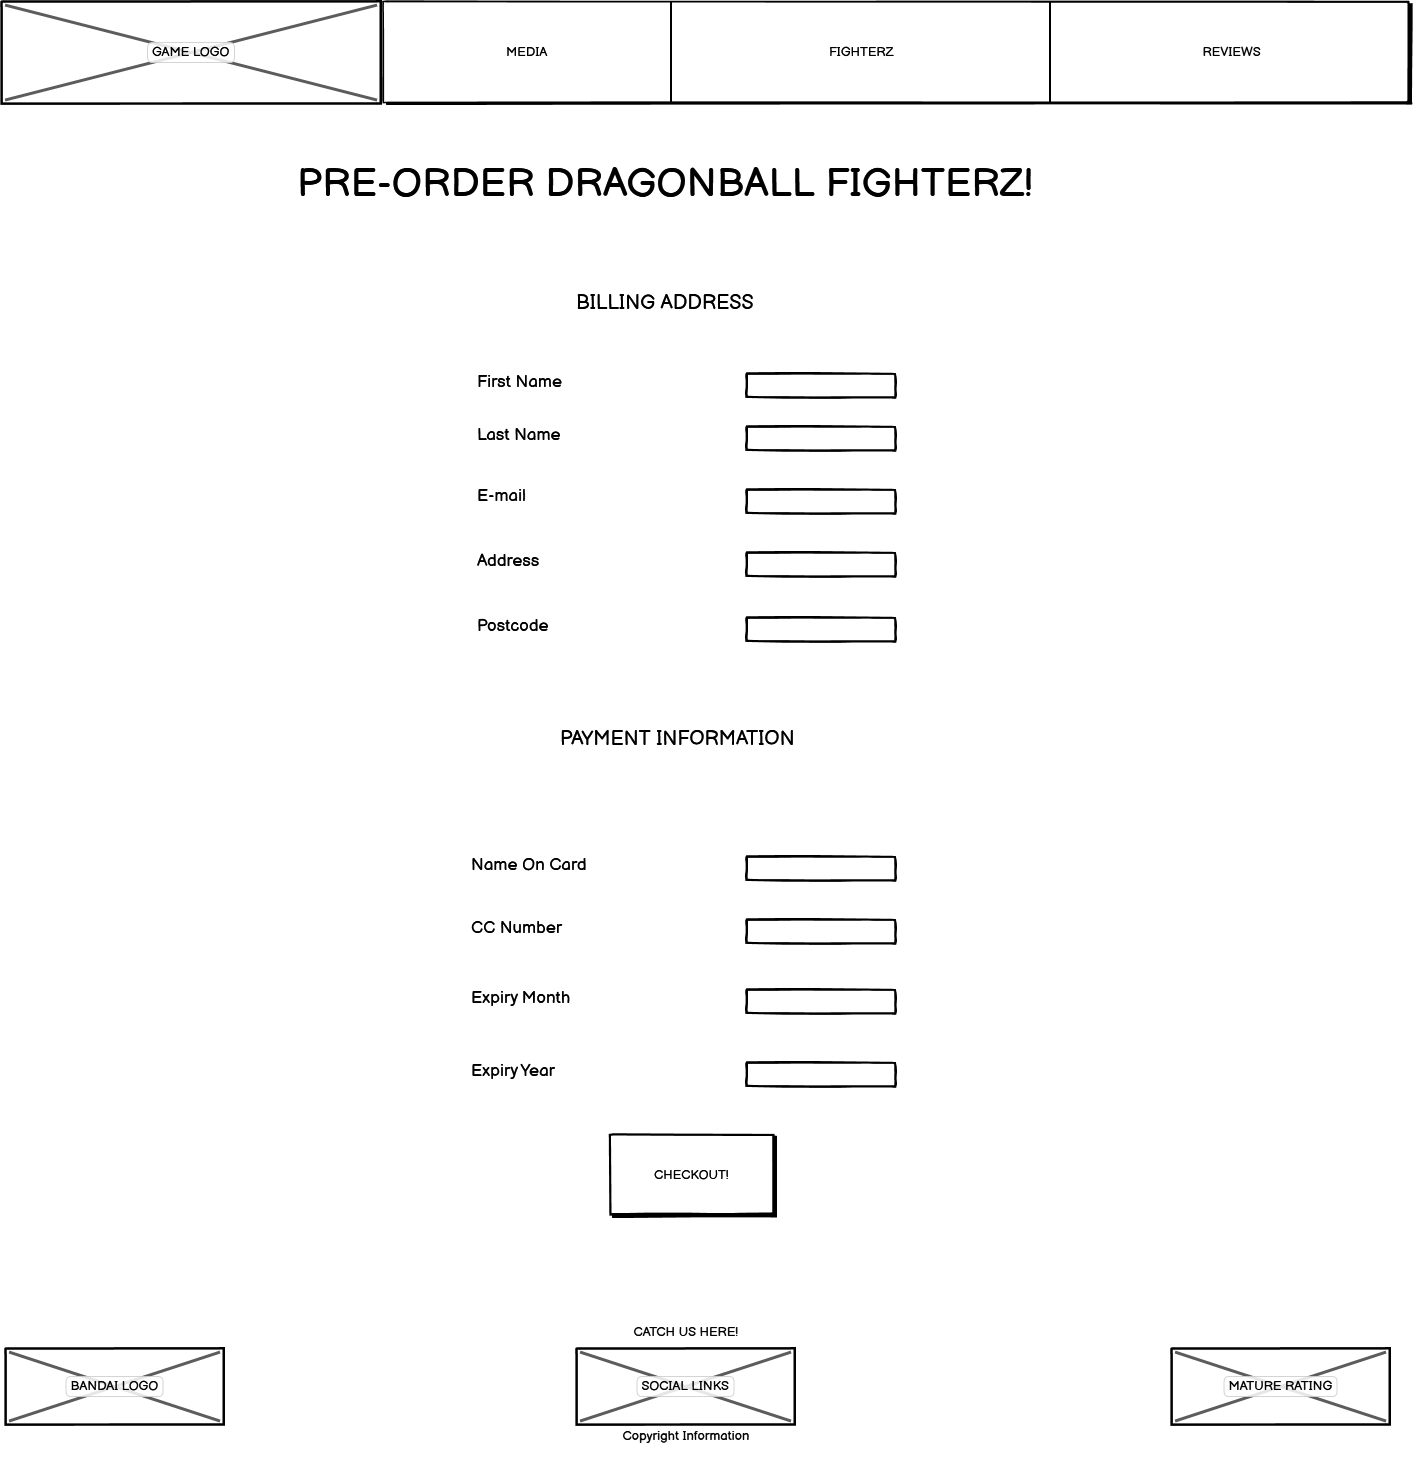 GAME LOGO
MEDIA
FIGHTERZ
REVIEWS
PRE-ORDER DRAGONBALL FIGHTERZ!
BILLING ADDRESS
First Name
Last Name
E-mail
Address
Postcode
PAYMENT INFORMATION
Name On Card
CC Number
Expiry Month
Expiry Year
CHECKOUT!
CATCH US HERE!
BANDAI LOGO
SOCIAL LINKS
MATURE RATING
Copyright Information